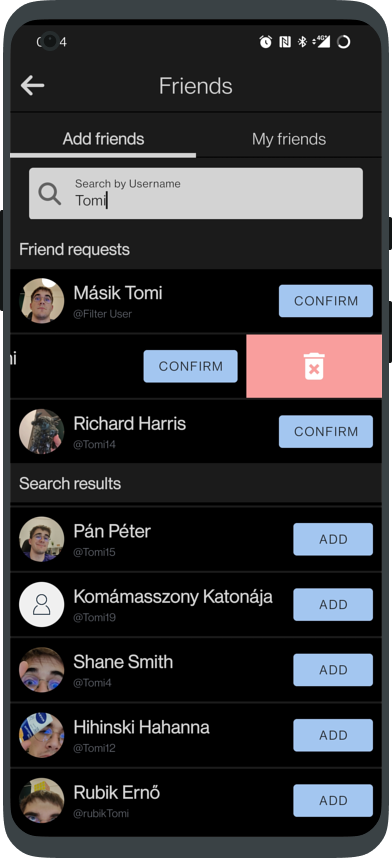 4G+
Friends
Add friends
My friends
Search by Username
Tomi
Friend requests
Másik Tomi
@Filter User
CONFIRM
CONFIRM
Richard Harris
@Tomi14
CONFIRM
Search results
Pán Péter
@Tomi15
ADD
Komámasszony Katonája
@Tomi19
ADD
Shane Smith
@Tomi4
ADD
Hihinski Hahanna
@Tomi12
ADD
Rubik Ernő
@rubikTomi
ADD